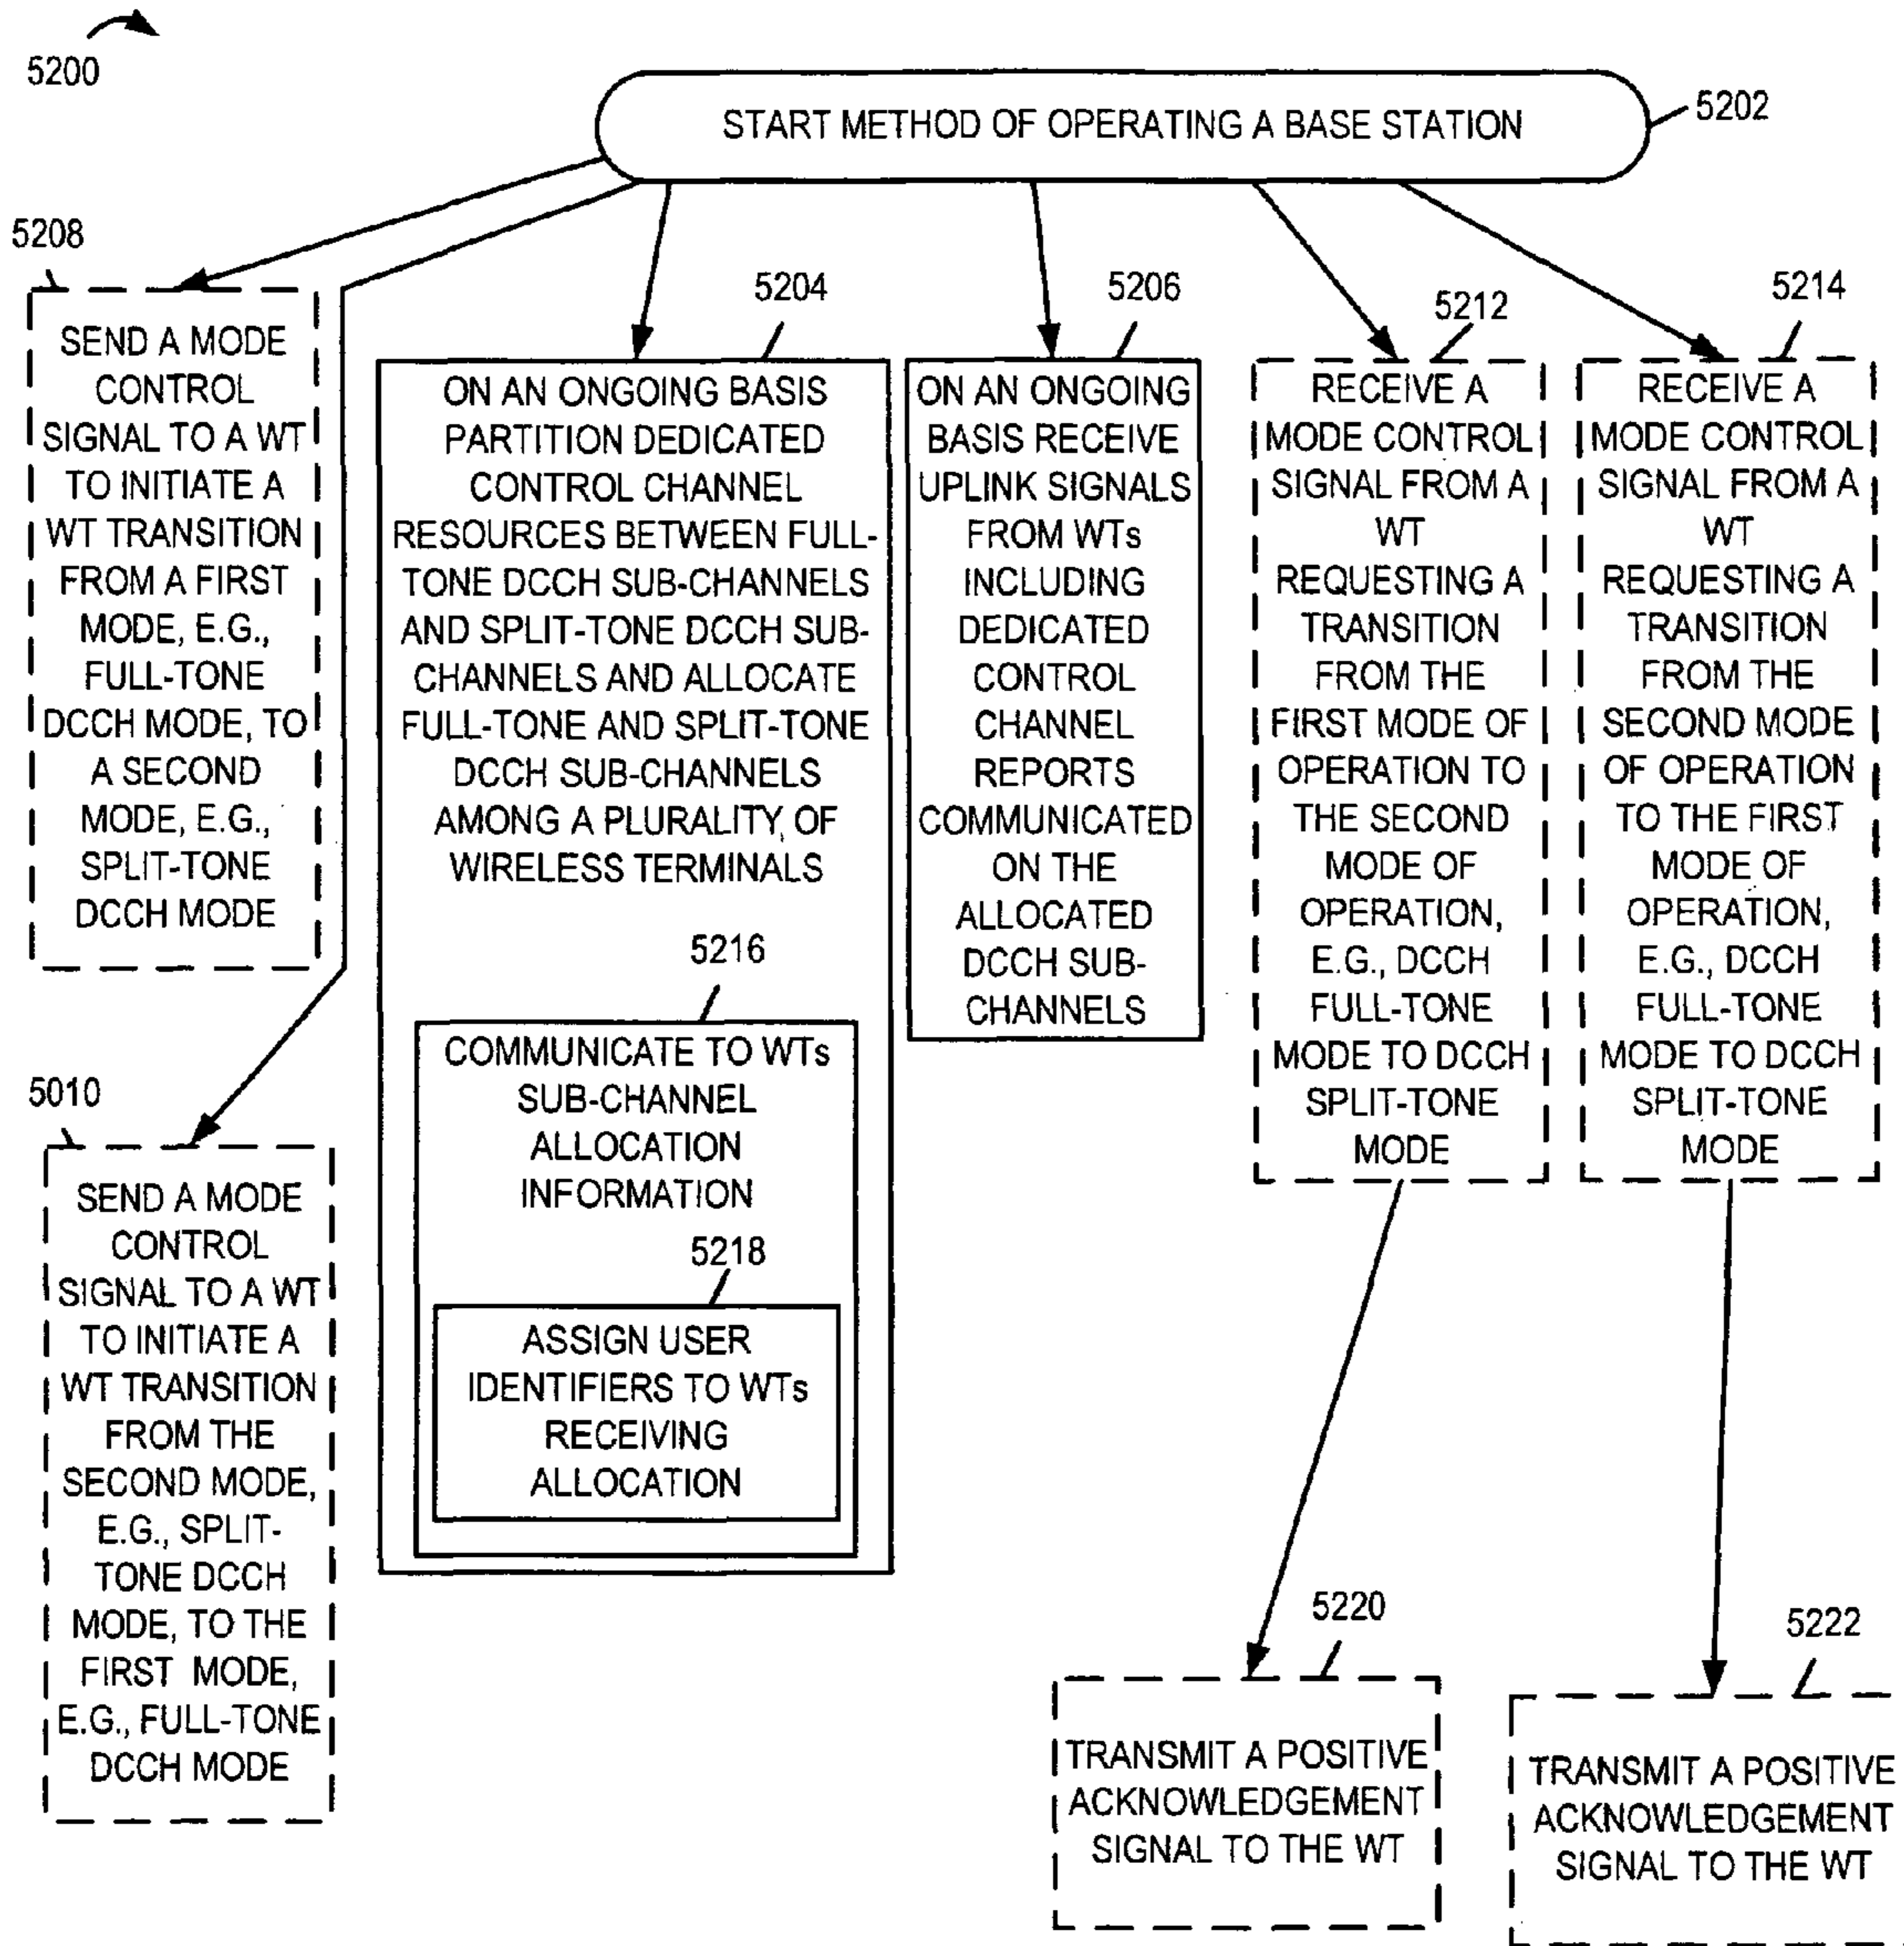 5200
START METHOD OF OPERATING A BASE STATION
5202
5208
SEND A MODE
CONTROL
SIGNAL TO A WT
TO INITIATE A
WT TRANSITION
FROM A FIRST
MODE, E.G.,
FULL-TONE
DCCH MODE, TO
A SECOND
MODE, E.G.,
SPLIT-TONE
DCCH MODE
5010
SEND A MODE
CONTROL
SIGNAL TO A WT
TO INITIATE A
WT TRANSITION
FROM THE
SECOND MODE,
E.G., SPLIT-
TONE DCCH
MODE, TO THE
FIRST MODE,
E.G., FULL-TONE
DCCH MODE
5204
ON AN ONGOING BASIS
PARTITION DEDICATED
CONTROL CHANNEL
RESOURCES BETWEEN FULL-
TONE DCCH SUB-CHANNELS
AND SPLIT-TONE DCCH SUB-
CHANNELS AND ALLOCATE
FULL-TONE AND SPLIT-TONE
DCCH SUB-CHANNELS
AMONG A PLURALITY OF
WIRELESS TERMINALS
5216
COMMUNICATE TO WTs
SUB-CHANNEL
ALLOCATION
INFORMATION
5218
ASSIGN USER
IDENTIFIERS TO WTs
RECEIVING
ALLOCATION
5206
ON AN ONGOING
BASIS RECEIVE
UPLINK SIGNALS
FROM WTs
INCLUDING
DEDICATED
CONTROL
CHANNEL
REPORTS
COMMUNICATED
ON THE
ALLOCATED
DCCH SUB-
CHANNELS
5212
RECEIVE A
MODE CONTROL
SIGNAL FROM A
WT
REQUESTING A
TRANSITION
FROM THE
FIRST MODE OF
OPERATION TO
THE SECOND
MODE OF
OPERATION,
E.G., DCCH
FULL-TONE
MODE TO DCCH
SPLIT-TONE
MODE
5214
RECEIVE A
MODE CONTROL
SIGNAL FROM A
WT
REQUESTING A
TRANSITION
FROM THE
SECOND MODE
OF OPERATION
TO THE FIRST
MODE OF
OPERATION,
E.G., DCCH
FULL-TONE
MODE TO DCCH
SPLIT-TONE
MODE
5220
TRANSMIT A POSITIVE
ACKNOWLEDGEMENT
SIGNAL TO THE WT
5222
TRANSMIT A POSITIVE
ACKNOWLEDGEMENT
SIGNAL TO THE WT